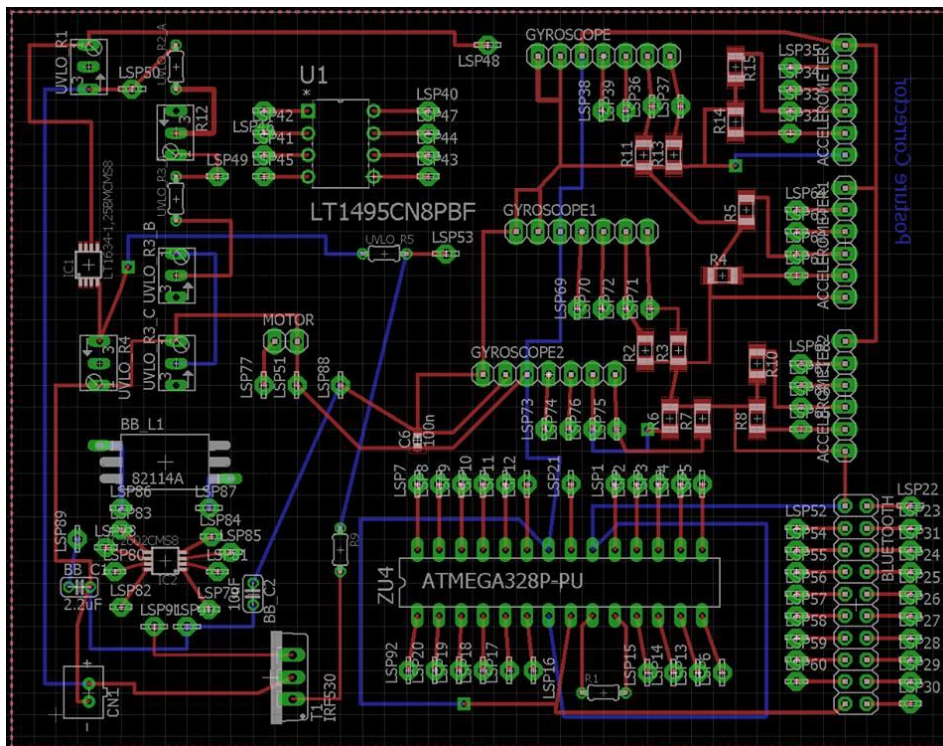 UVLO_R1
LSP50
UVLO_R2_A
R12
UVLO_R3
LSP49
LSP48
U1
*
LSP42
LSP41
LSP45
LSP40
LSP47
LSP44
LSP43
LT1495CN8PBF
GYROSCOPE
LSP38
LSP39
LSP36
LSP37
R15
R14
R11
R13
LSP35
LSP34
LSP33
LSP32
ACCELEROMETER
Posture Corrector
IC1
UVLO_R3_B
UVLO_R5
LSP53
GYROSCOPE1
LSP69
LSP70
LSP72
LSP71
R5
R4
ACCELEROMETER1
3
UVLO_R4
3
UVLO_R3_C
MOTOR
LSP77
LSP51
LSP88
GYROSCOPE2
LSP73
LSP74
LSP76
LSP75
R2
R3
R10
R6
R7
R8
ACCELEROMETER2
C6
100n
BB_L1
82114A
LSP86
LSP87
LSP83
LSP84
LSP85
LSP89
LSP80
IC2
LSP82
BB_C1
2.2uF
BB_C2
CN1
+
-
T1
IRF530
R9
LSP7
LSP8
LSP9
LSP10
LSP11
LSP12
LSP21
LSP1
LSP2
LSP3
LSP4
LSP5
ZU4
ATMEGA328P-PU
LSP92
LSP20
LSP19
LSP18
LSP17
LSP16
R1
LSP15
LSP14
LSP13
LSP6
LSP52
LSP54
LSP55
LSP56
LSP57
LSP58
LSP59
LSP60
BLUETOOTH
LSP22
LSP23
LSP31
LSP24
LSP25
LSP26
LSP27
LSP28
LSP29
LSP30